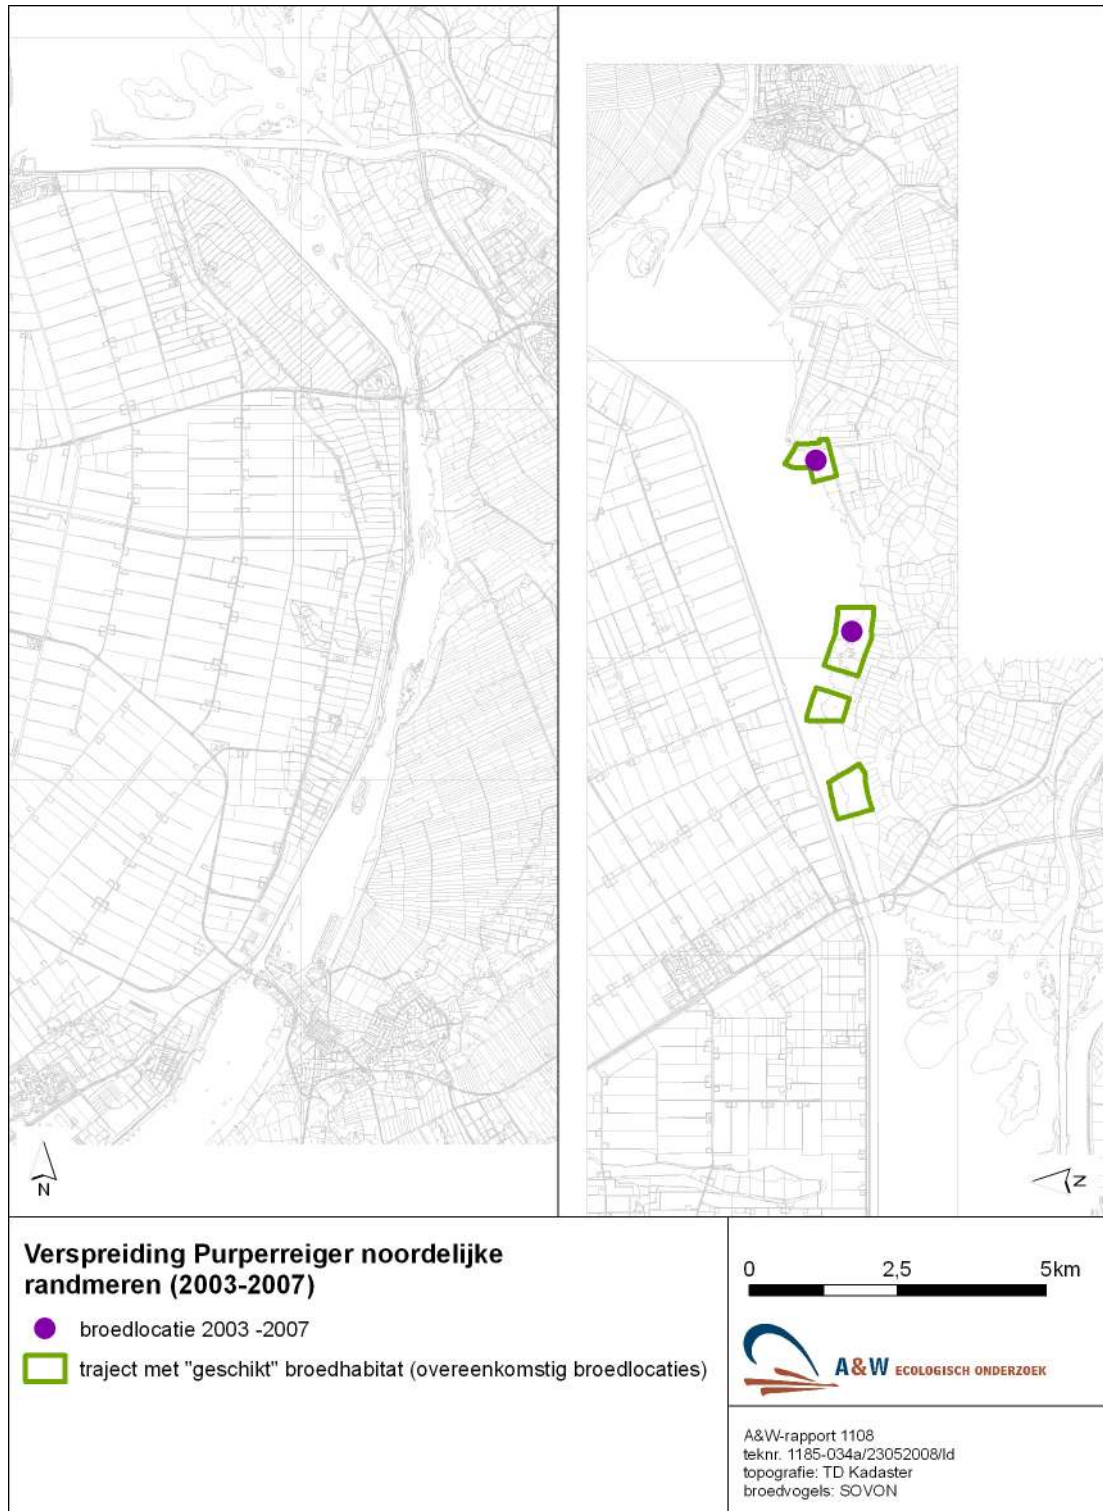 N
N
Verspreiding Purperreiger noordelijke
randmeren (2003-2007)
broedlocatie 2003 -2007
traject met "geschikt" broedhabitat (overeenkomstig broedlocaties)
0 2,5 5km
A&W ECOLOGISCH ONDERZOEK
A&W-rapport 1108
teknr. 1185-034a/23052008/ld
topografie: TD Kadaster
broedvogels: SOVON